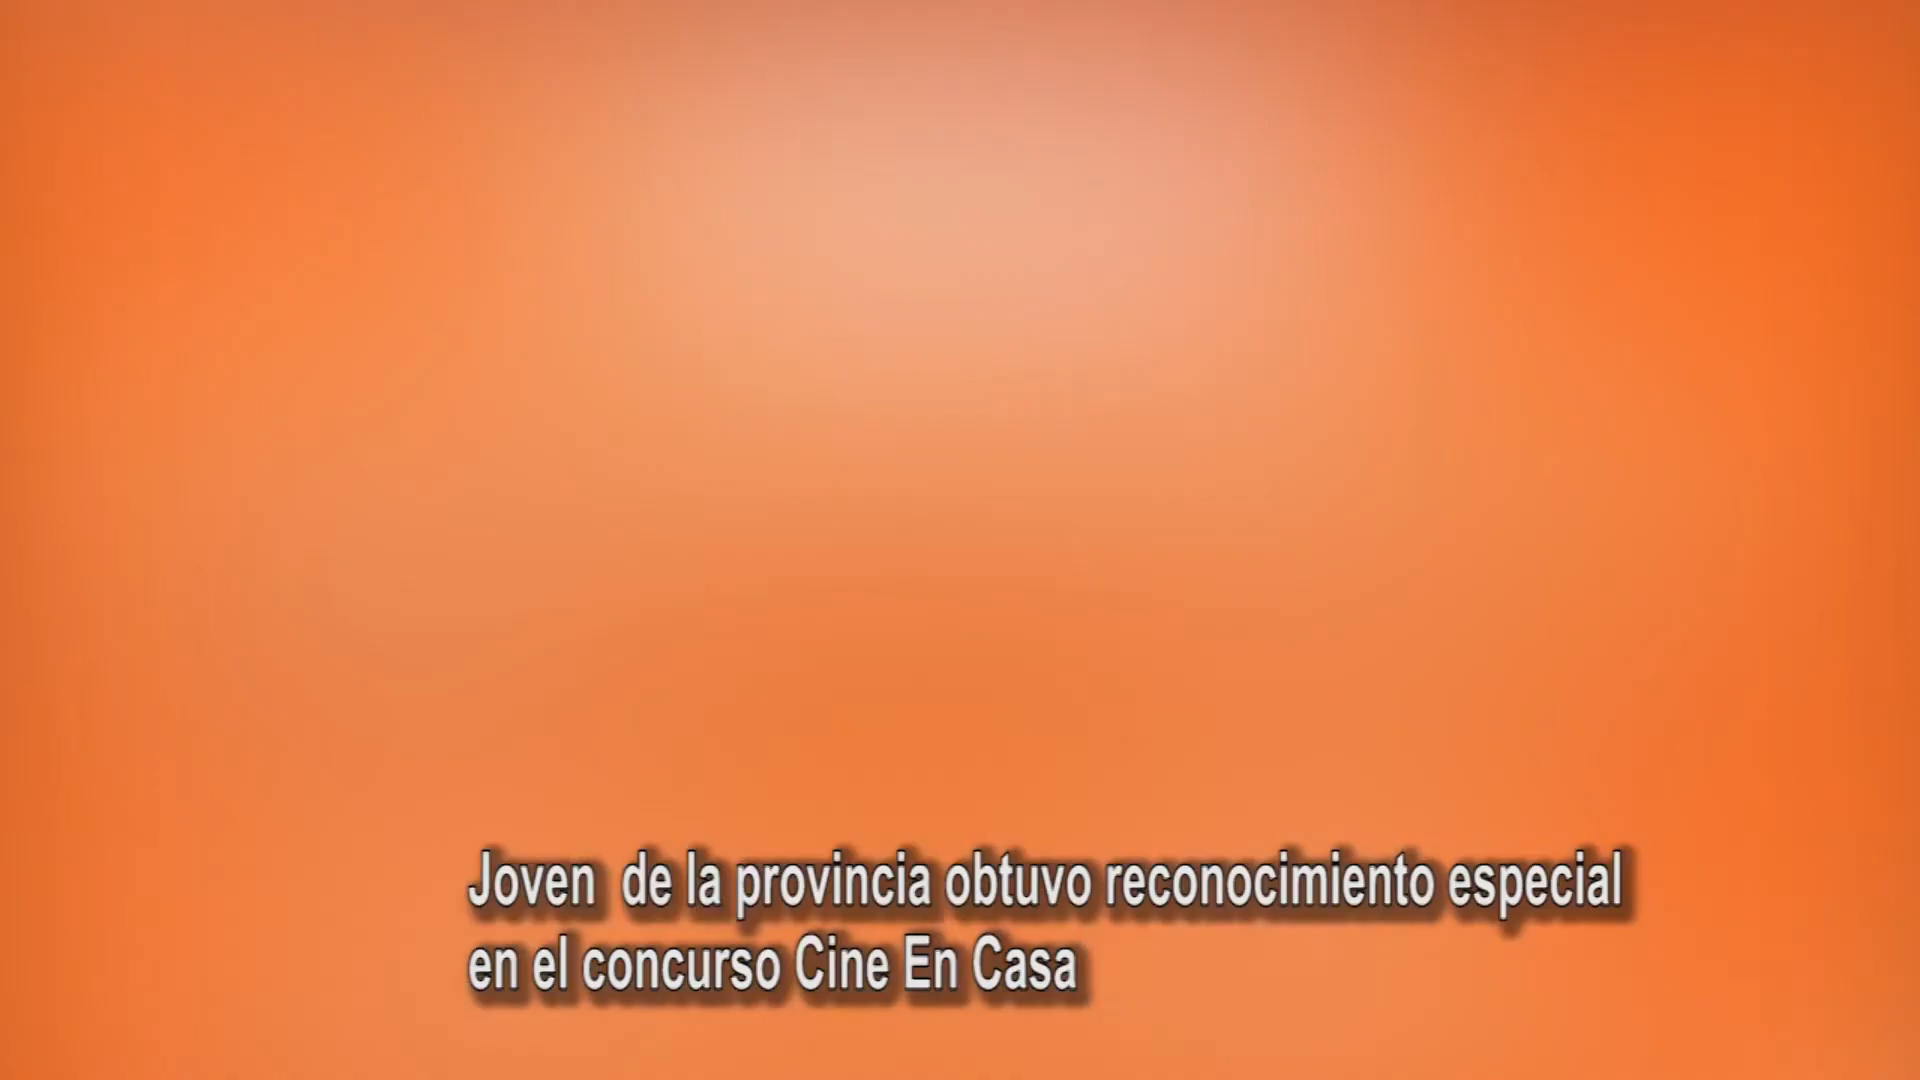 Joven de la provincia obtuvo reconocimiento especial
en el concurso Cine En Casa